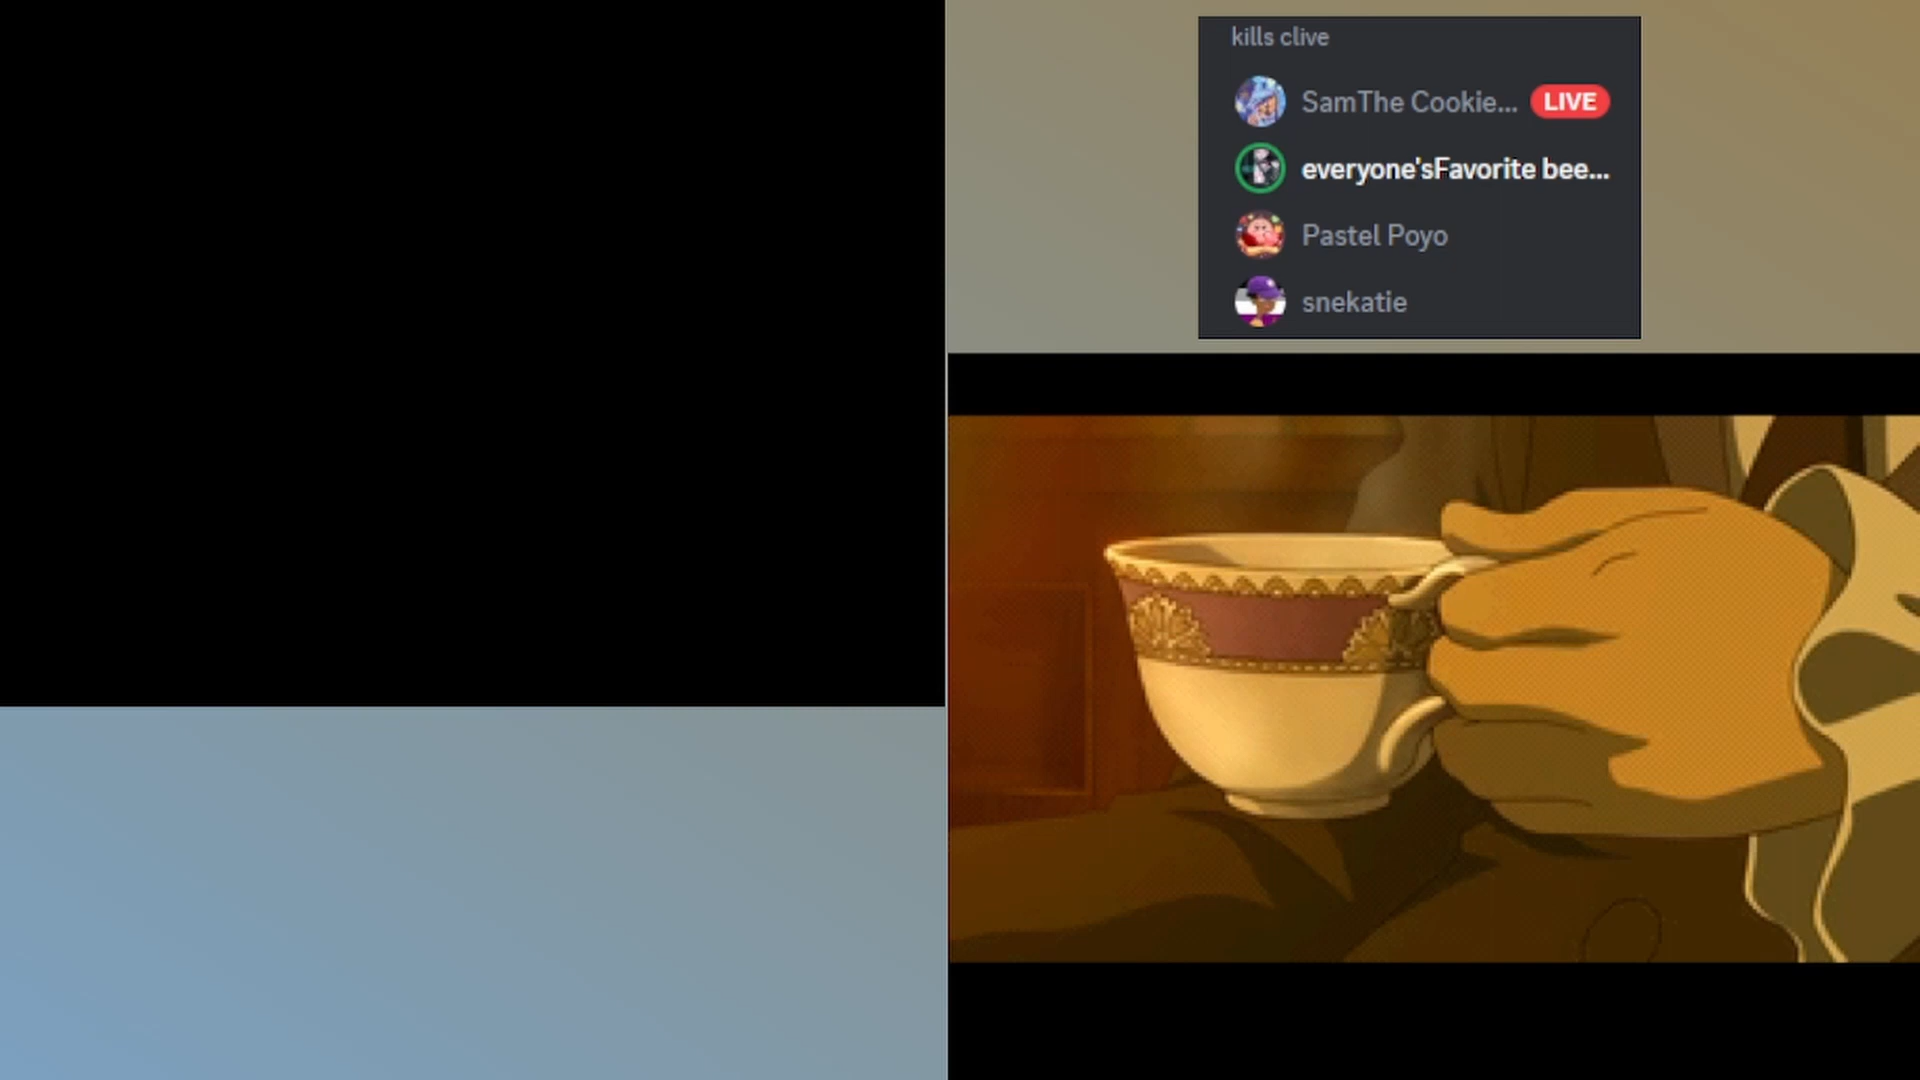 kills clive
SamThe Cookie... LIVE
everyone'sFavorite bee...
Pastel Poyo
snekatie